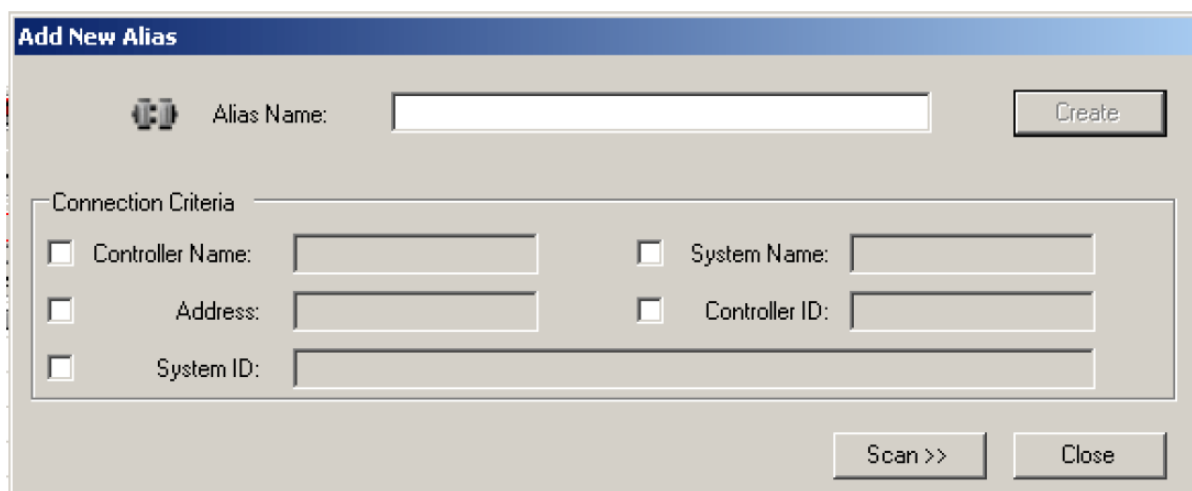 Add New Alias
Alias Name: Create
Connection Criteria
Controller Name: System Name:
Address: Controller ID:
System ID:
Scan >> Close